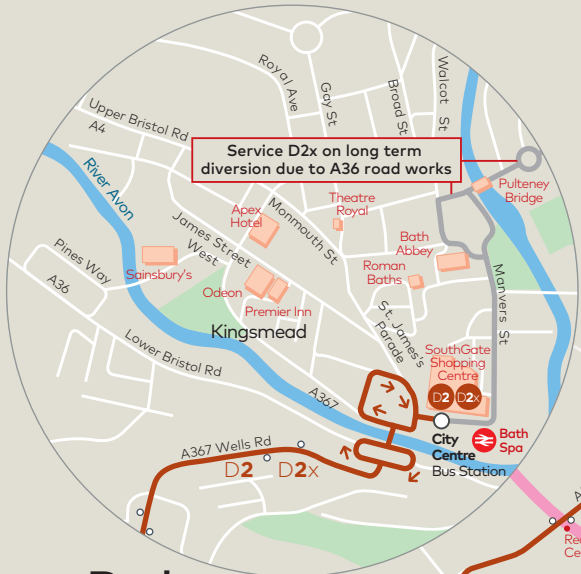 Royal Ave
Gay St
Broad St
Walcot St
Upper Bristol Rd
A4
Service D2x on long term
diversion due to A36 road works
River Avon
Pulteney
Bridge
Theatre
Royal
Apex
Hotel
Monmouth St
James Street
West
Bath
Abbey
Roman
Baths
Pines Way
A36
Sainsbury's
Odeon
Premier Inn
Kingsmead
St. James's
Parade
Manvers St
SouthGate
Shopping
Centre
D2 D2x
Lower Bristol Rd
A367
City
Centre
Bus Station
Bath
Spa
A367 Wells Rd
D2 D2x